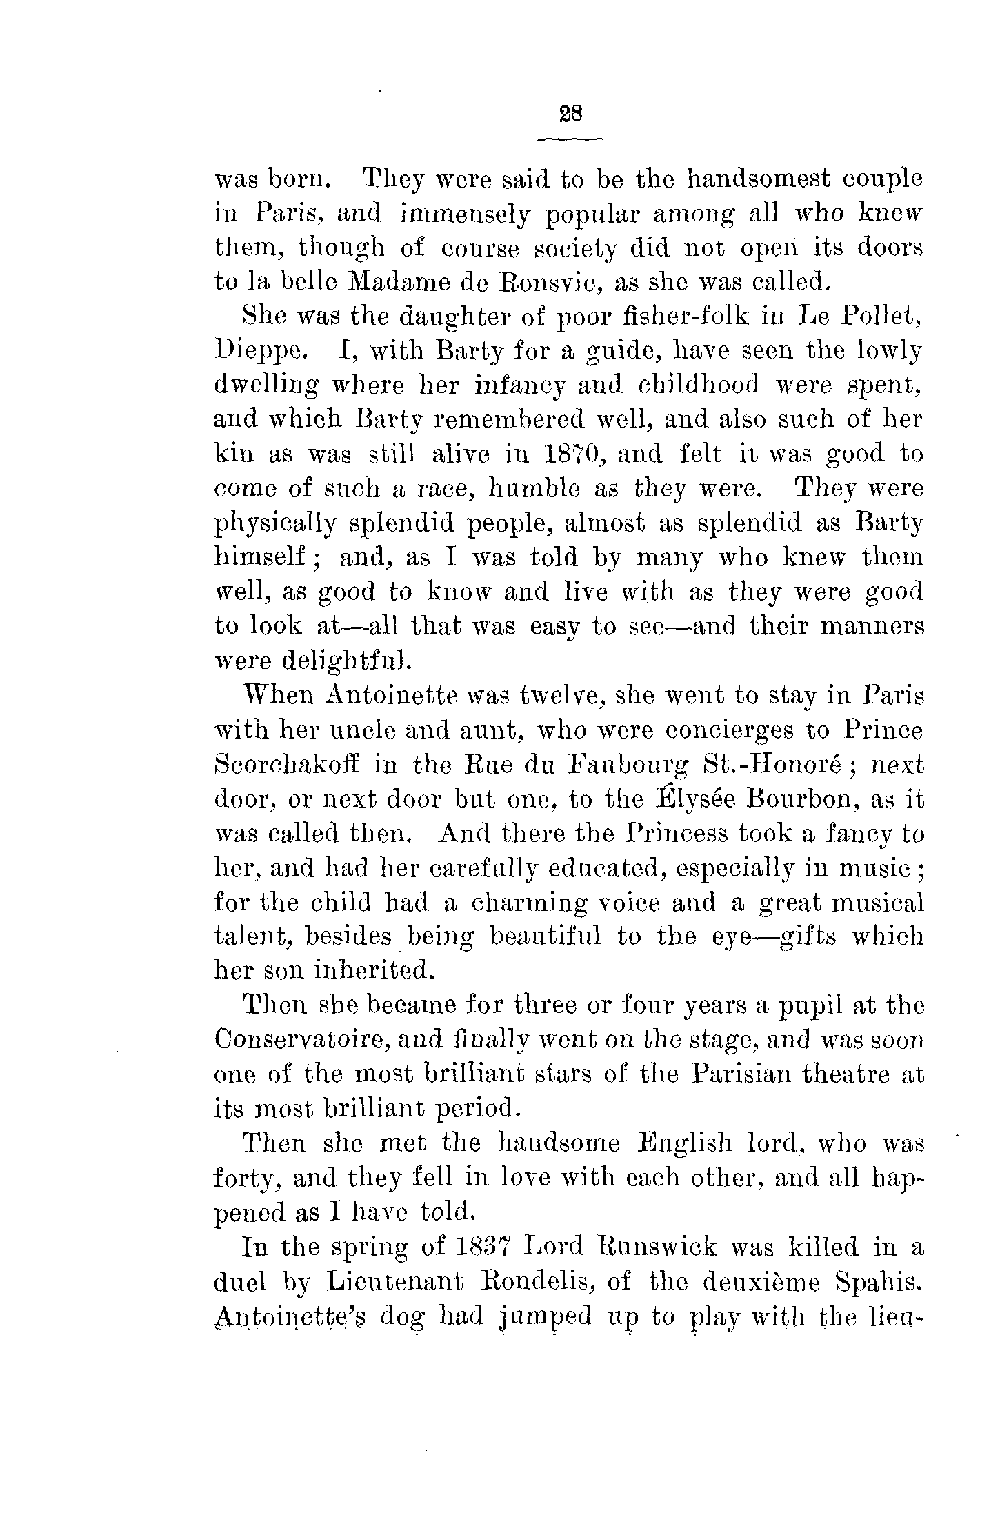 28
was born. They were said to be the handsomest couple
in Paris, and immensely popular among all who knew
them, though of course society did not open its doors
to la belle Madame de Ronsvic, as she was called.
She was the daughter of poor fisher-folk in Le Pollet,
Dieppe. I, with Barty for a guide, have seen the lowly
dwelling where her infancy and childhood were spent,
and which Barty remembered well, and also such of her
kin as was still alive in 1870, and felt it was good to
come of such a race, humble as they were. They were
physically splendid people, almost as splendid as Barty
himself; and, as I was told by many who knew them
well, as good to know and live with as they were good
to look at—all that was easy to see—and their manners
were delightful.
When Antoinette was twelve, she went to stay in Paris
with her uncle and aunt, who were concierges to Prince
Scorchakoff in the Rue du Faubourg St.-Honoré; next
door, or next door but one, to the Élysée Bourbon, as it
was called then. And there the Princess took a fancy to
her, and had her carefully educated, especially in music;
for the child had a charming voice and a great musical
talent, besides being beautiful to the eye—gifts which
her son inherited.
Then she became for three or four years a pupil at the
Conservatoire, and finally went on the stage, and was soon
one of the most brilliant stars of the Parisian theatre at
its most brilliant period.
Then she met the handsome English lord, who was
forty, and they fell in love with each other, and all hap-
pened as I have told.
In the spring of 1837 Lord Runswick was killed in a
duel by Lieutenant Rondelis, of the deuxième Spahis.
Antoinette's dog had jumped up to play with the lieu-